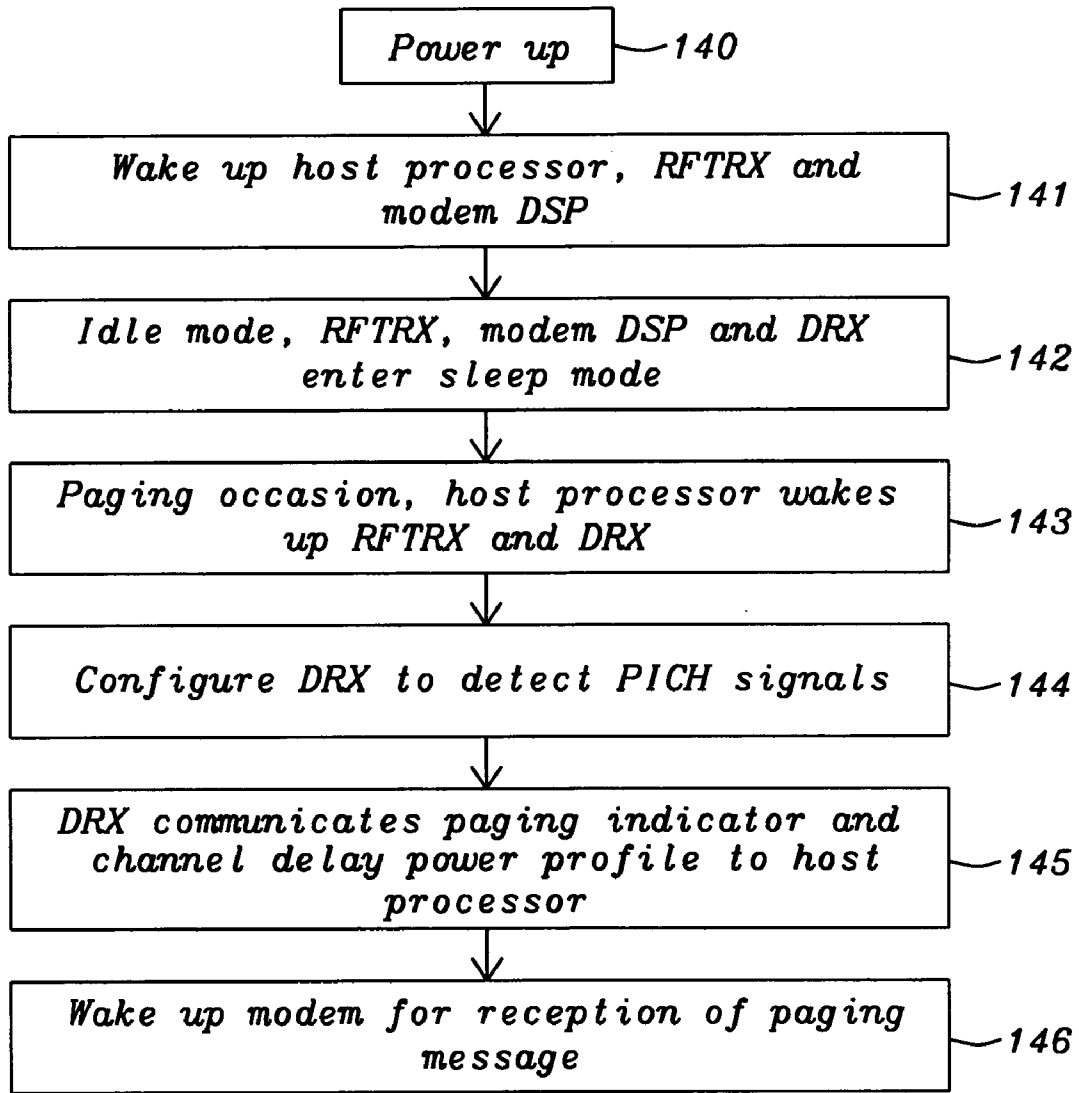 Power up
140
Wake up host processor, RFTRX and
modem DSP
141
Idle mode, RFTRX, modem DSP and DRX
enter sleep mode
142
Paging occasion, host processor wakes
up RFTRX and DRX
143
Configure DRX to detect PICH signals
144
DRX communicates paging indicator and
channel delay power profile to host
processor
145
Wake up modem for reception of paging
message
146